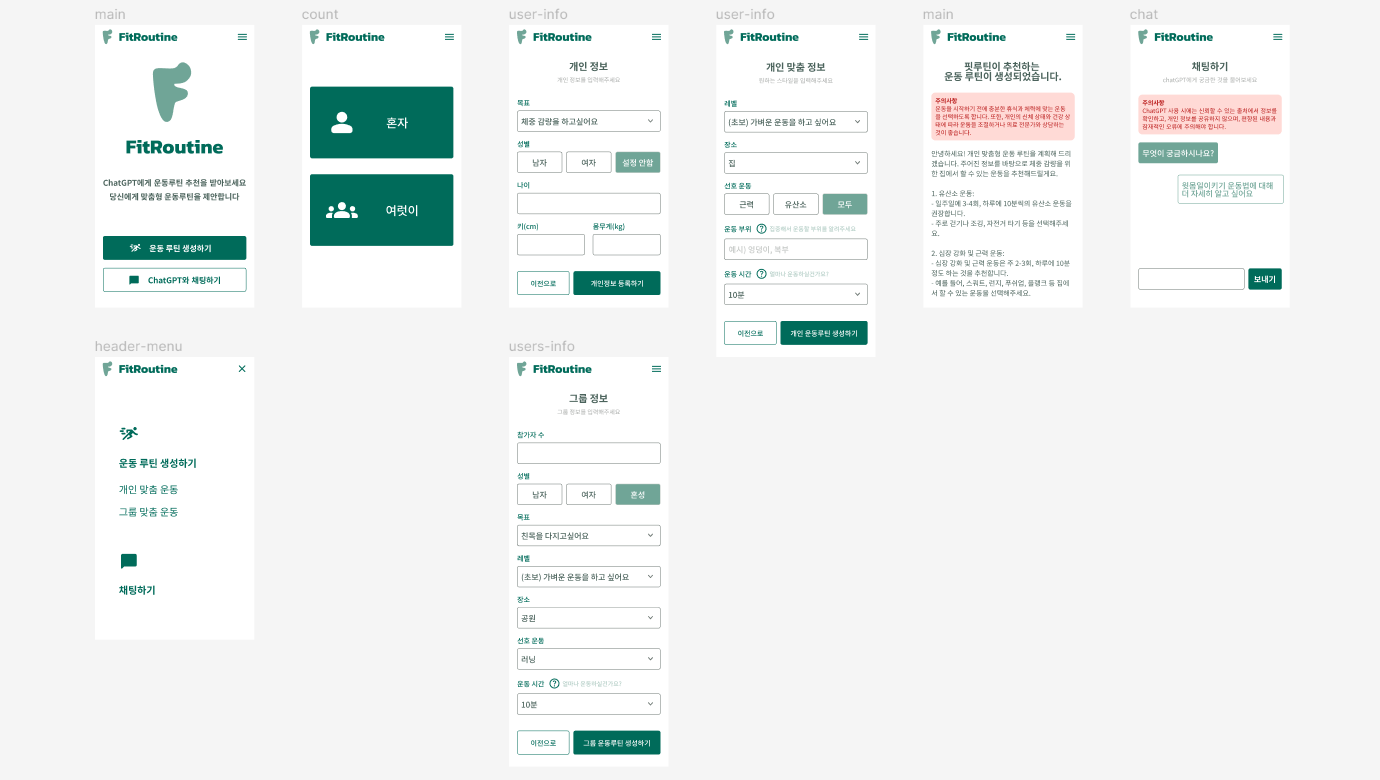 main
FitRoutine
FitRoutine
ChatGPT에게 운동루틴 추천을 받아보세요
당신에게 맞춤형 운동루틴을 제안합니다
운동 루틴 생성하기
ChatGPT와 채팅하기
count
FitRoutine
혼자
여럿이
user-info
FitRoutine
개인 정보
개인 정보를 입력해주세요
목표
체중 감량을 하고싶어요
성별
남자
여자
설정 안함
나이
키(cm)
몸무게(kg)
이전으로
개인정보 등록하기
user-info
FitRoutine
개인 맞춤 정보
원하는 스타일을 입력해주세요
레벨
(초보) 가벼운 운동을 하고 싶어요
장소
집
선호 운동
근력
유산소
모두
운동 부위
집중해서 운동할 부위를 알려주세요
예시) 엉덩이, 복부
운동 시간
얼마나 운동하실건가요?
10분
이전으로
개인 운동루틴 생성하기
main
FitRoutine
핏루틴이 추천하는
운동 루틴이 생성되었습니다.
주의사항
운동을 시작하기 전에 충분한 휴식과 체력에 맞는 운동
을 선택하도록 합니다. 또한, 개인의 신체 상태와 건강 상
태에 따라 운동을 조절하거나 의료 전문가와 상담하는
것이 좋습니다.
안녕하세요! 개인 맞춤형 운동 루틴을 계획해 드리
겠습니다. 주어진 정보를 바탕으로 체중 감량을 위
한 집에서 할 수 있는 운동을 추천해드릴게요.
1. 유산소 운동:
- 일주일에 3-4회, 하루에 10분씩의 유산소 운동을
권장합니다.
- 주로 걷기나 조깅, 자전거 타기 등을 선택해주세
요.
2. 심장 강화 및 근력 운동:
- 심장 강화 및 근력 운동은 주 2-3회, 하루에 10분
정도 하는 것을 추천합니다.
- 예를 들어, 스쿼트, 런지, 푸쉬업, 플랭크 등 집에
서 할 수 있는 운동을 선택해주세요.
chat
FitRoutine
채팅하기
chatGPT에게 궁금한 것을 물어보세요
주의사항
ChatGPT 사용 시에는 신뢰할 수 있는 출처에서 정보를
확인하고, 개인 정보를 공유하지 않으며, 편향된 내용과
잠재적인 오류에 주의해야 합니다.
무엇이 궁금하시나요?
윗몸일이키기 운동법에 대해
더 자세히 알고 싶어요
보내기
header-menu
FitRoutine
운동 루틴 생성하기
개인 맞춤 운동
그룹 맞춤 운동
채팅하기
users-info
FitRoutine
그룹 정보
그룹 정보를 입력해주세요
참가자 수
성별
남자
여자
혼성
목표
친목을 다지고싶어요
레벨
(초보) 가벼운 운동을 하고 싶어요
장소
공원
선호 운동
러닝
운동 시간
얼마나 운동하실건가요?
10분
이전으로
그룹 운동루틴 생성하기